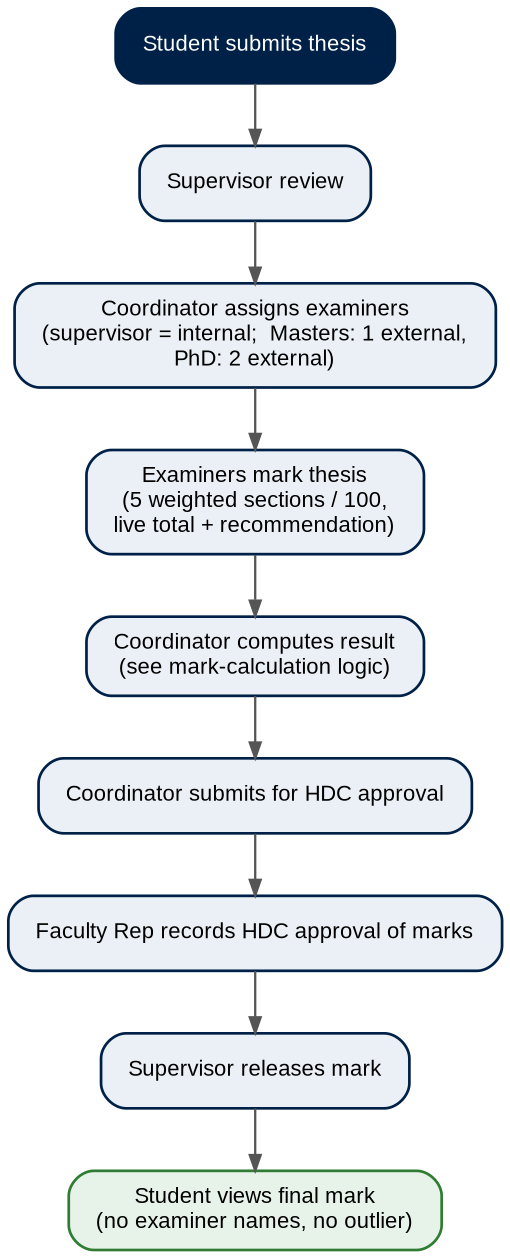 Student submits thesis
Supervisor review
Coordinator assigns examiners
(supervisor = internal;  Masters: 1 external,
PhD: 2 external)
Examiners mark thesis
(5 weighted sections / 100,
live total + recommendation)
Coordinator computes result
(see mark-calculation logic)
Coordinator submits for HDC approval
Faculty Rep records HDC approval of marks
Supervisor releases mark
Student views final mark
(no examiner names, no outlier)